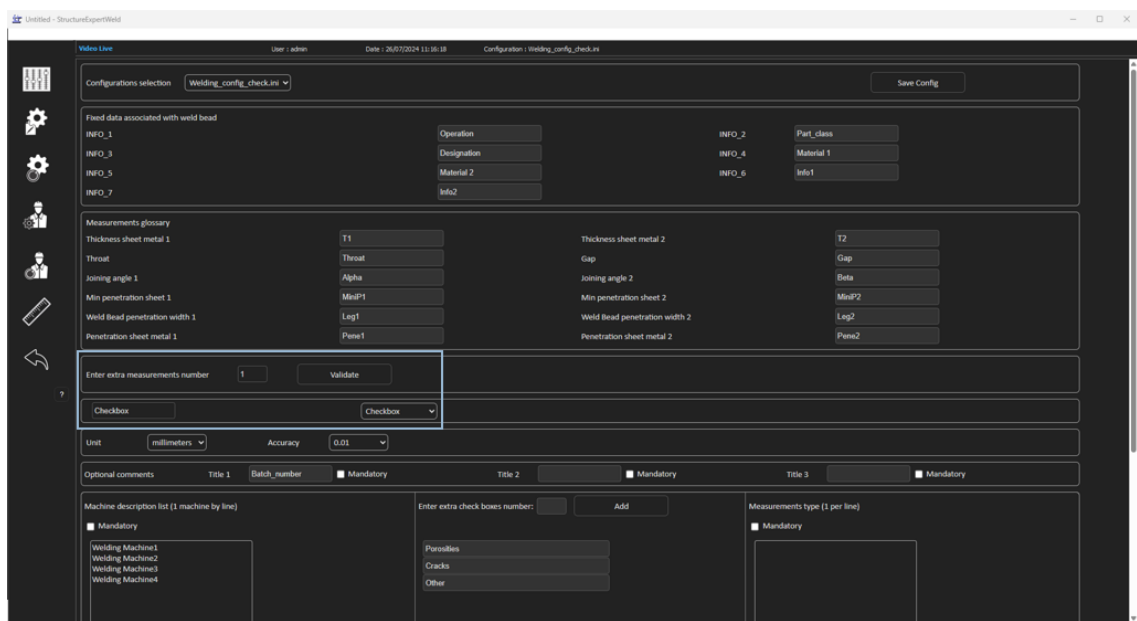 Untitled - StructureExpertWeld
Video Live User : admin Date : 26/07/2024 11:16:18 Configuration : Welding_config_check.ini
Configurations selection Welding_config_check.ini Save Config
Fixed data associated with weld bead
INFO_1 Operation INFO_2 Part_class
INFO_3 Designation INFO_4 Material 1
INFO_5 Material 2 INFO_6 Info1
INFO_7 Info2
Measurements glossary
Thickness sheet metal 1 T1 Thickness sheet metal 2 T2
Throat Throat Gap Gap
Joining angle 1 Alpha Joining angle 2 Beta
Min penetration sheet 1 MiniP1 Min penetration sheet 2 MiniP2
Weld Bead penetration width 1 Leg1 Weld Bead penetration width 2 Leg2
Penetration sheet metal 1 Pene1 Penetration sheet metal 2 Pene2
Enter extra measurements number 1 Validate
?
Checkbox Checkbox
Unit millimeters Accuracy 0.01
Optional comments Title 1 Batch_number Mandatory Title 2 Mandatory Title 3 Mandatory
Machine description list (1 machine by line) Enter extra check boxes number: Add Measurements type (1 per line)
Mandatory Mandatory
Welding Machine1 Porosities
Welding Machine2
Welding Machine3 Cracks
Welding Machine4 Other